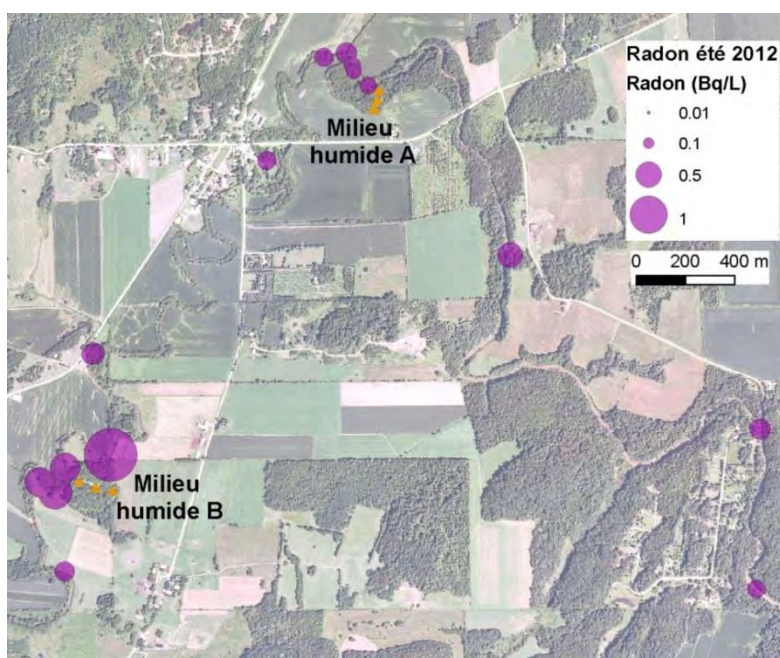 Radon été 2012
Radon (Bq/L)
0.01
0.1
0.5
1
0 200 400 m
Milieu
humide A
Milieu
humide B